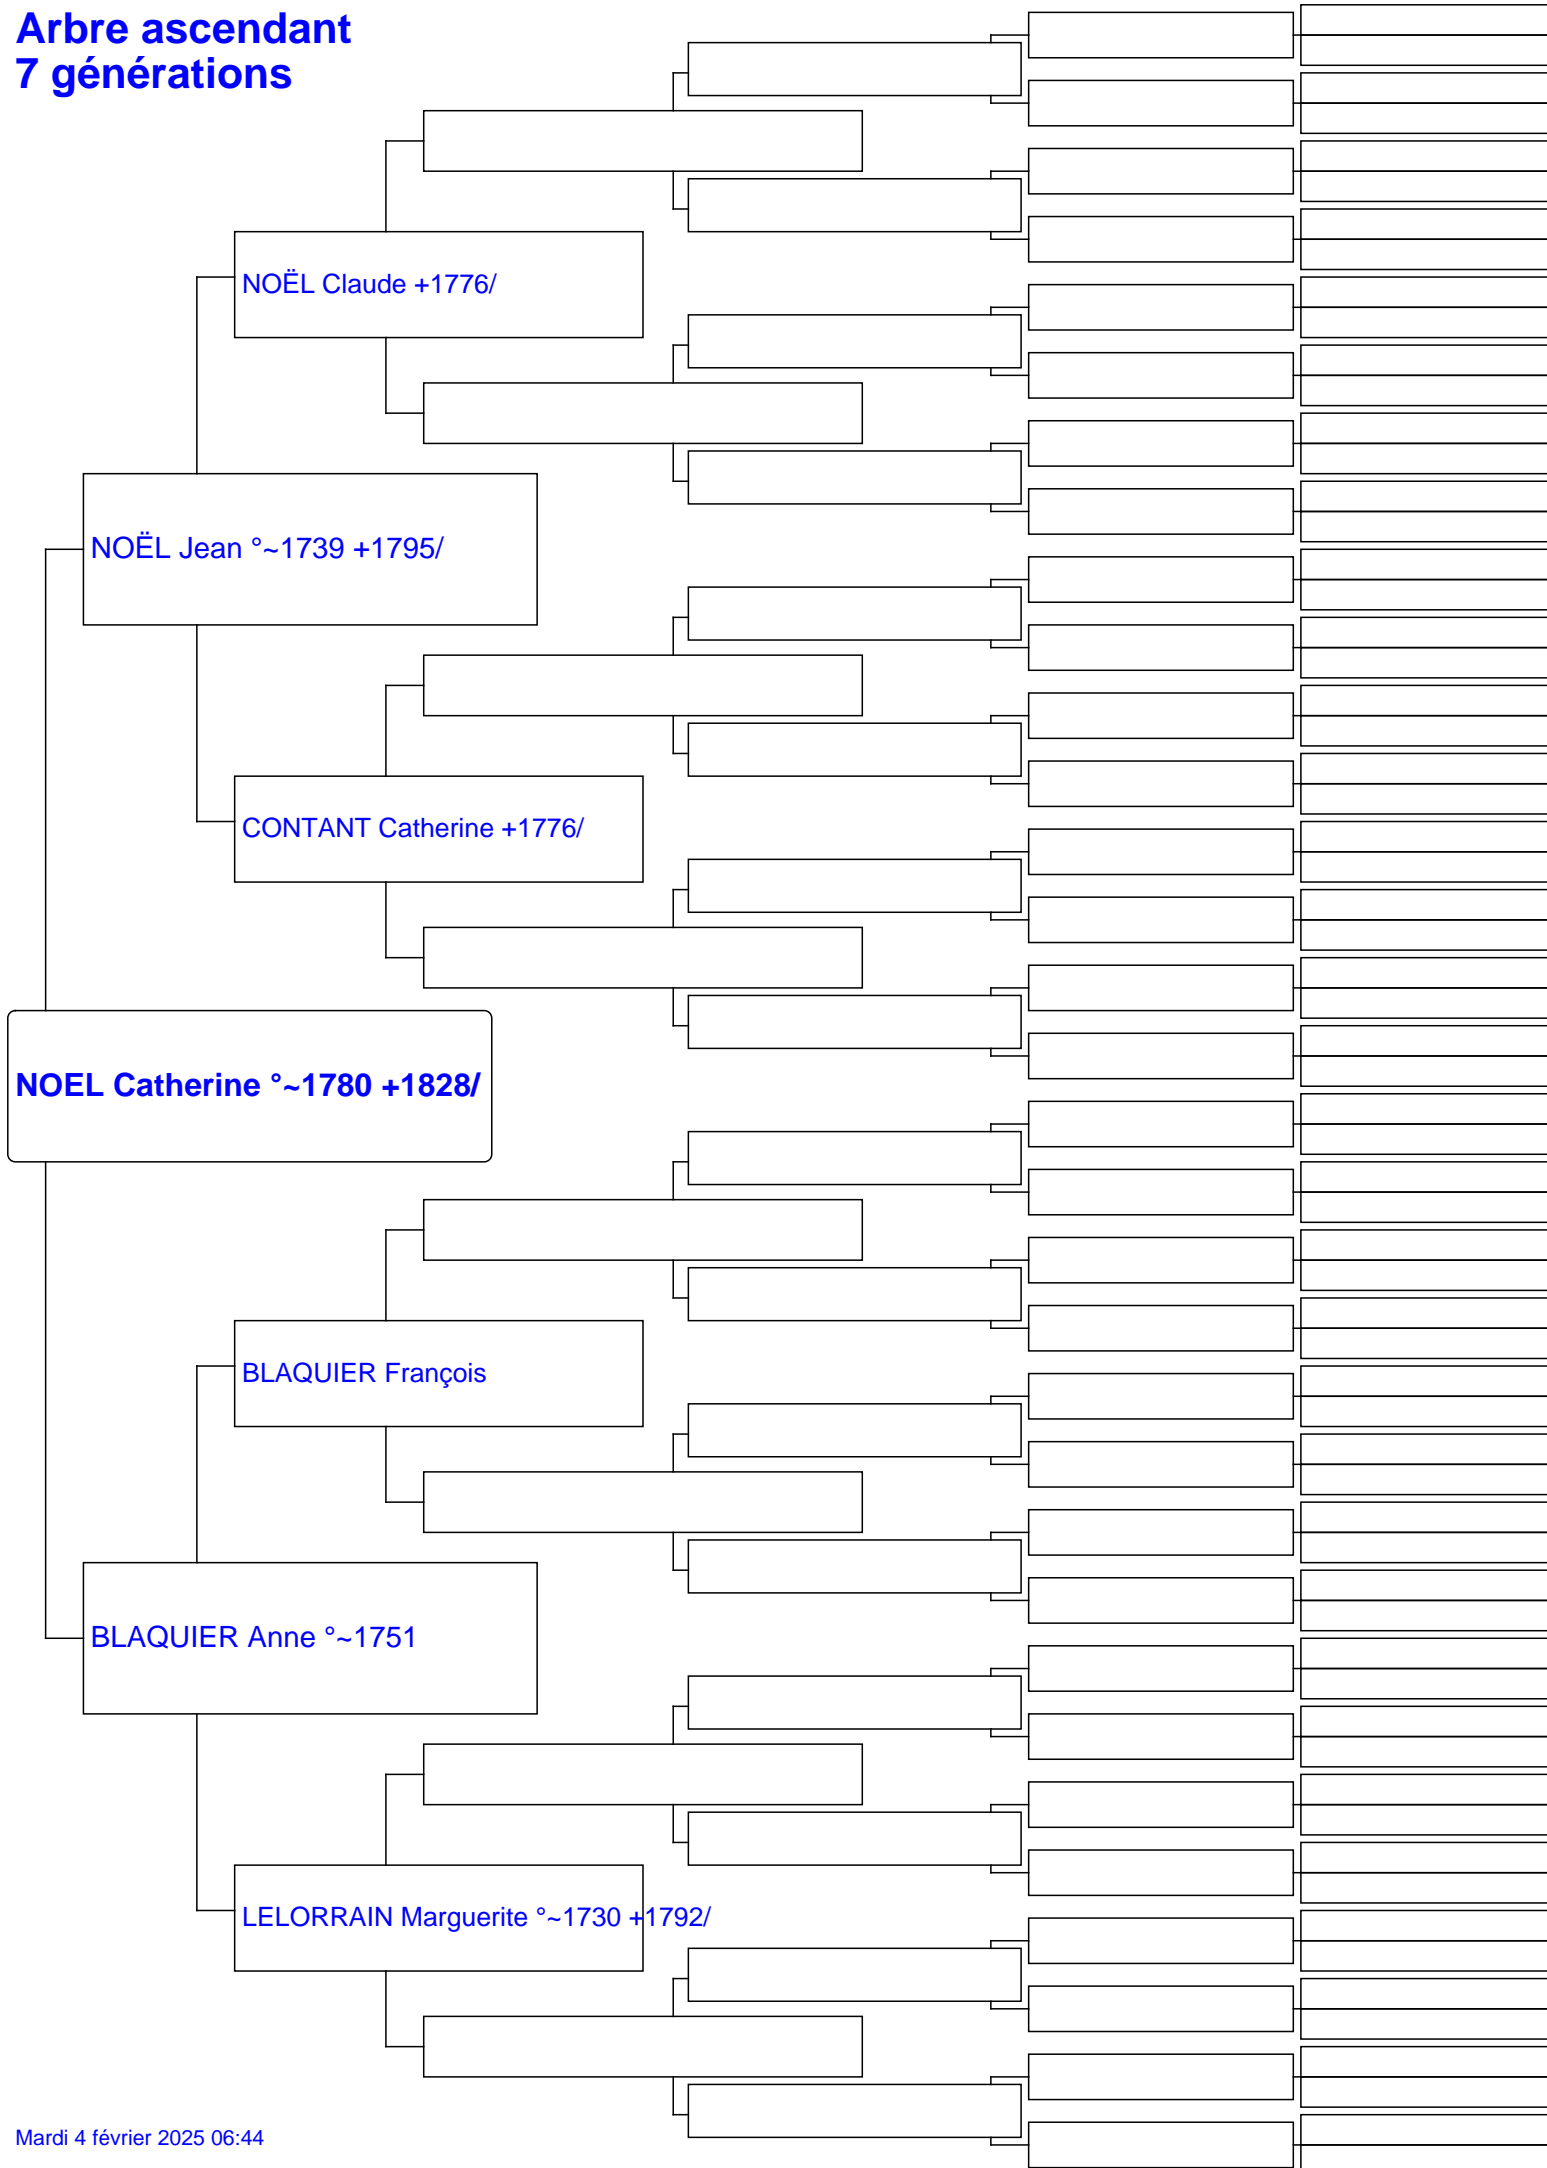 Arbre ascendant
7 générations
NOËL Claude +1776/
NOËL Jean °~1739 +1795/
CONTANT Catherine +1776/
NOEL Catherine °~1780 +1828/
BLAQUIER François
BLAQUIER Anne °~1751
LELORRAIN Marguerite °~1730 +1792/
Mardi 4 février 2025 06:44